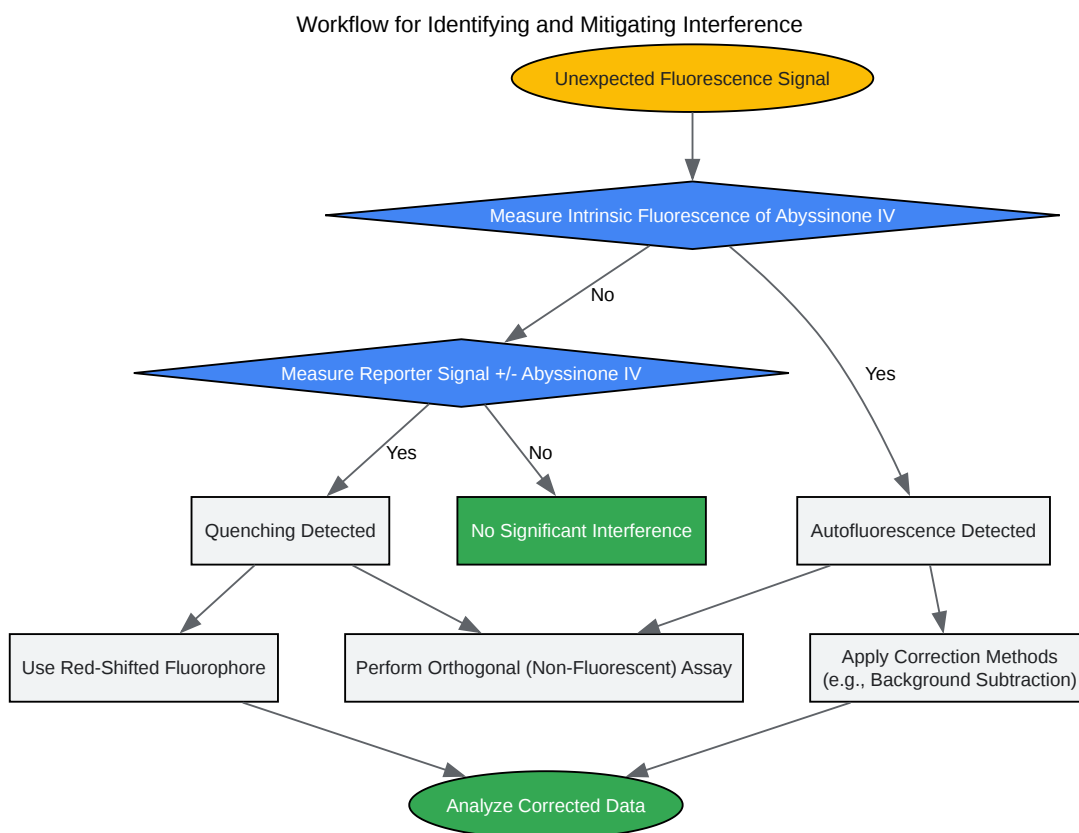 Workflow for Identifying and Mitigating Interference
Unexpected Fluorescence Signal
Measure Intrinsic Fluorescence of Abyssinone IV
No
Measure Reporter Signal +/- Abyssinone IV
Yes
Yes
No
Quenching Detected
No Significant Interference
Autofluorescence Detected
Use Red-Shifted Fluorophore
Perform Orthogonal (Non-Fluorescent) Assay
Apply Correction Methods
(e.g., Background Subtraction)
Analyze Corrected Data